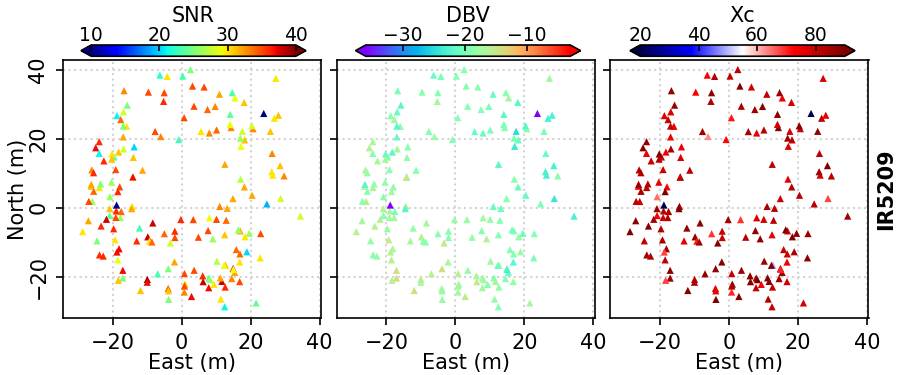 SNR DBV Xc
10 20 30 40 −30 −20 −10 20 40 60 80
40
20
0
−20
North (m)
IR5209
−20 0 20 40 −20 0 20 40 −20 0 20 40
East (m) East (m) East (m)